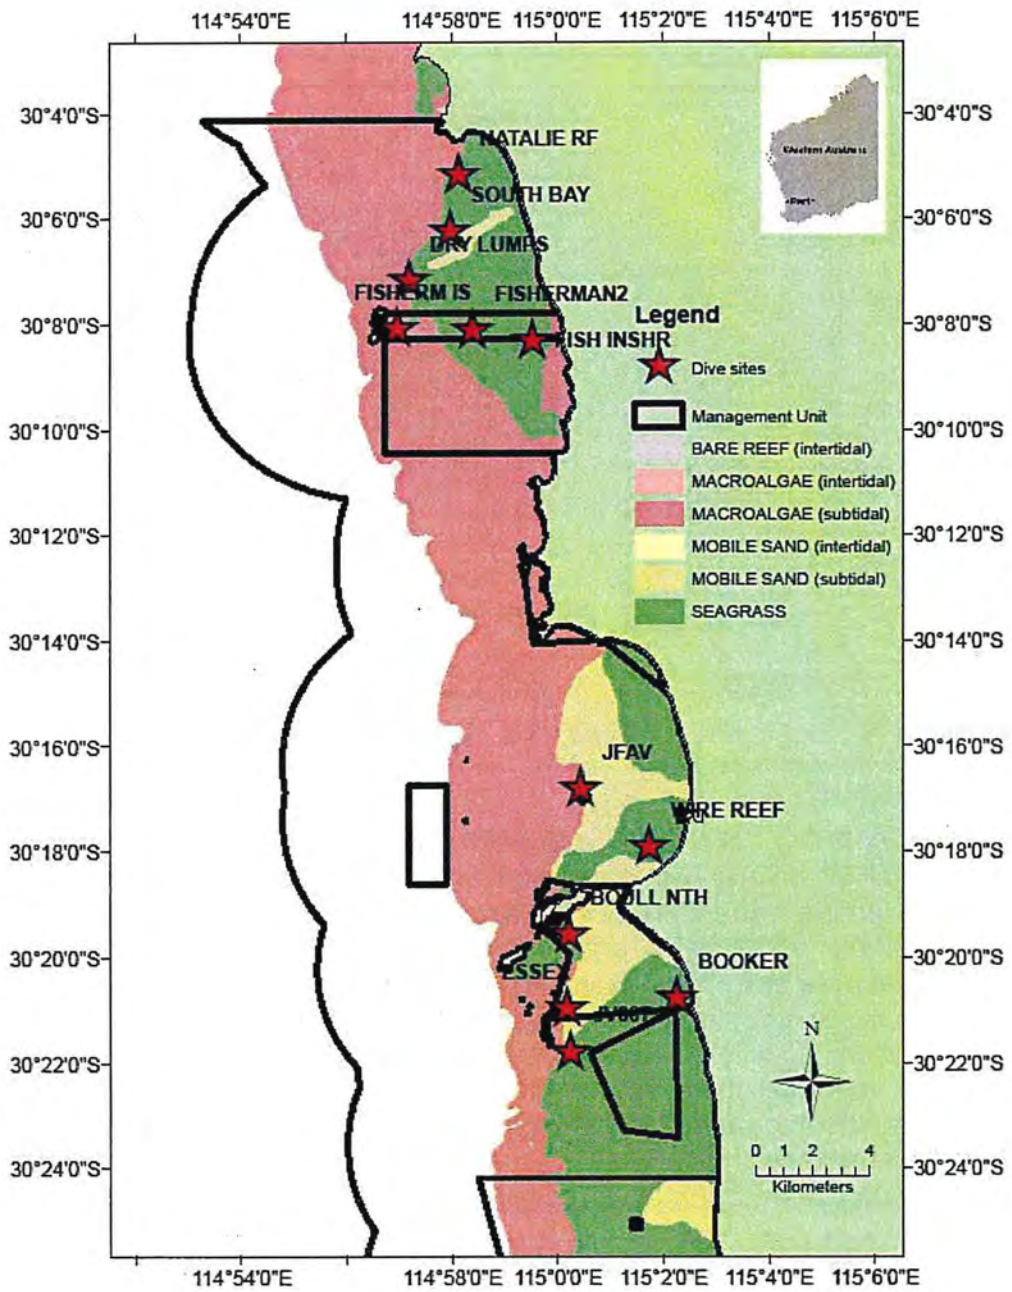 114°54'0"E 114°58'0"E 115°0'0"E 115°2'0"E 115°4'0"E 115°6'0"E
30°4'0"S 30°4'0"S
NATALIE RF
Western Australia
SOUTH BAY
30°6'0"S 30°6'0"S
DRY LUMPS
FISHERM IS FISHERMAN2
30°8'0"S 30°8'0"S
FISH INSHR
Legend
Dive sites
Management Unit
30°10'0"S 30°10'0"S
BARE REEF (intertidal)
MACROALGAE (intertidal)
MACROALGAE (subtidal)
30°12'0"S 30°12'0"S
MOBILE SAND (intertidal)
MOBILE SAND (subtidal)
SEAGRASS
30°14'0"S 30°14'0"S
30°16'0"S 30°16'0"S
JFAV
WIRE REEF
30°18'0"S 30°18'0"S
BOULL NTH
30°20'0"S 30°20'0"S
ESSEX
BOOKER
N
30°22'0"S 30°22'0"S
0 1 2 4
Kilometers
30°24'0"S 30°24'0"S
114°54'0"E 114°58'0"E 115°0'0"E 115°2'0"E 115°4'0"E 115°6'0"E